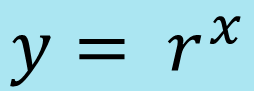 y = r^x